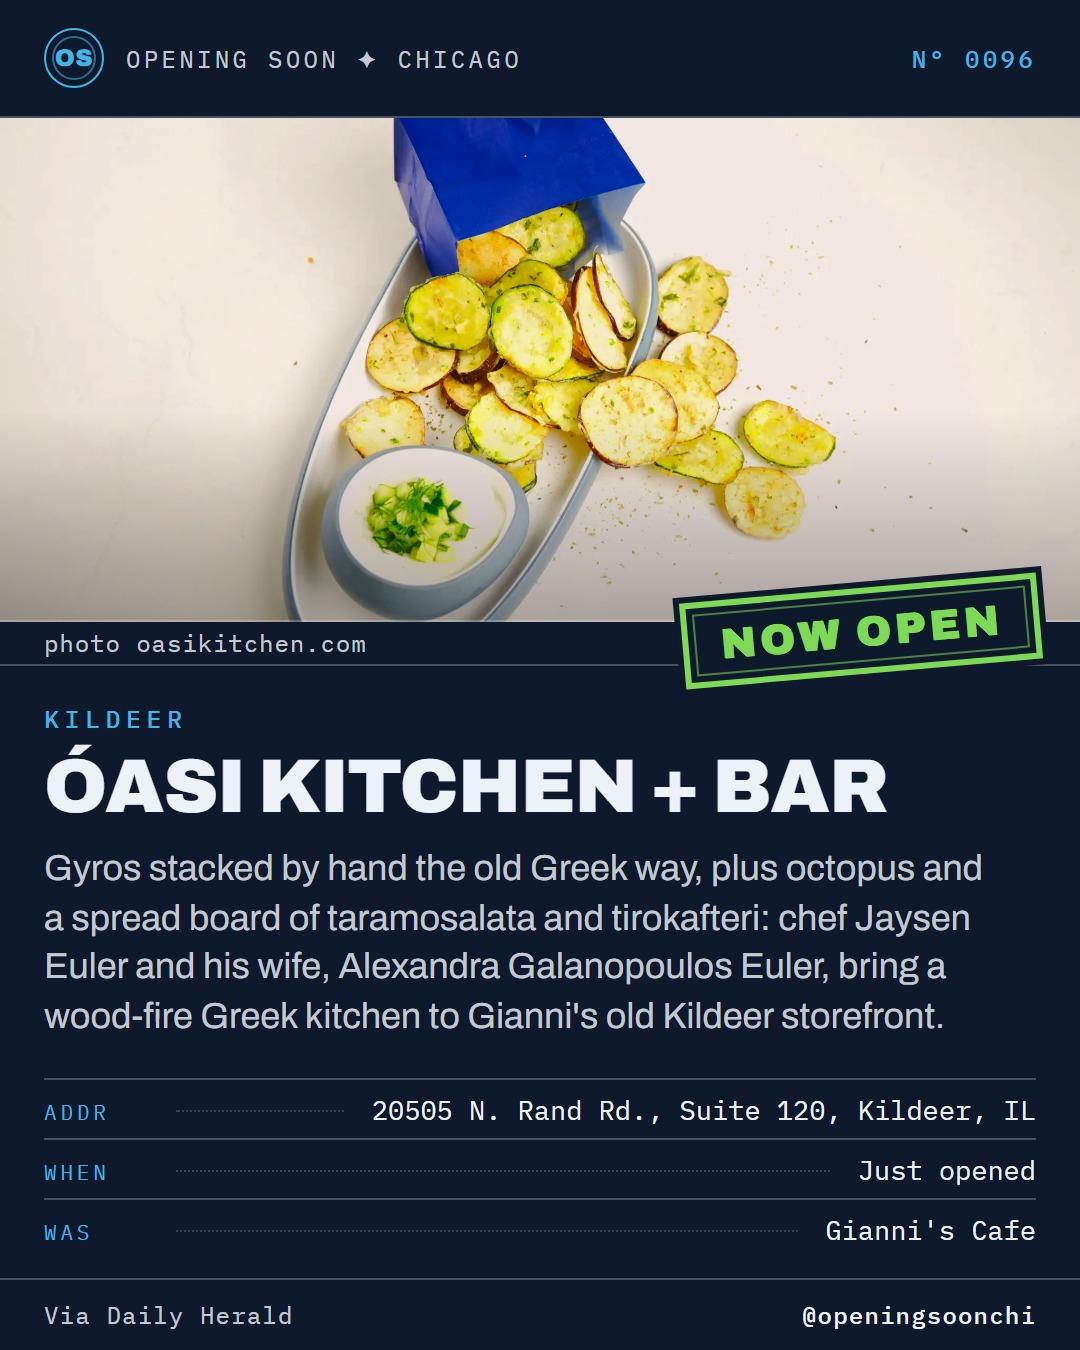 OS OPENING SOON ✦ CHICAGO N° 0096
photo oasikitchen.com
NOW OPEN
KILDEER
ÓASI KITCHEN + BAR
Gyros stacked by hand the old Greek way, plus octopus and
a spread board of taramosalata and tirokafteri: chef Jaysen
Euler and his wife, Alexandra Galanopoulos Euler, bring a
wood-fire Greek kitchen to Gianni's old Kildeer storefront.
ADDR 20505 N. Rand Rd., Suite 120, Kildeer, IL
WHEN Just opened
WAS Gianni's Cafe
Via Daily Herald @openingsoonchi